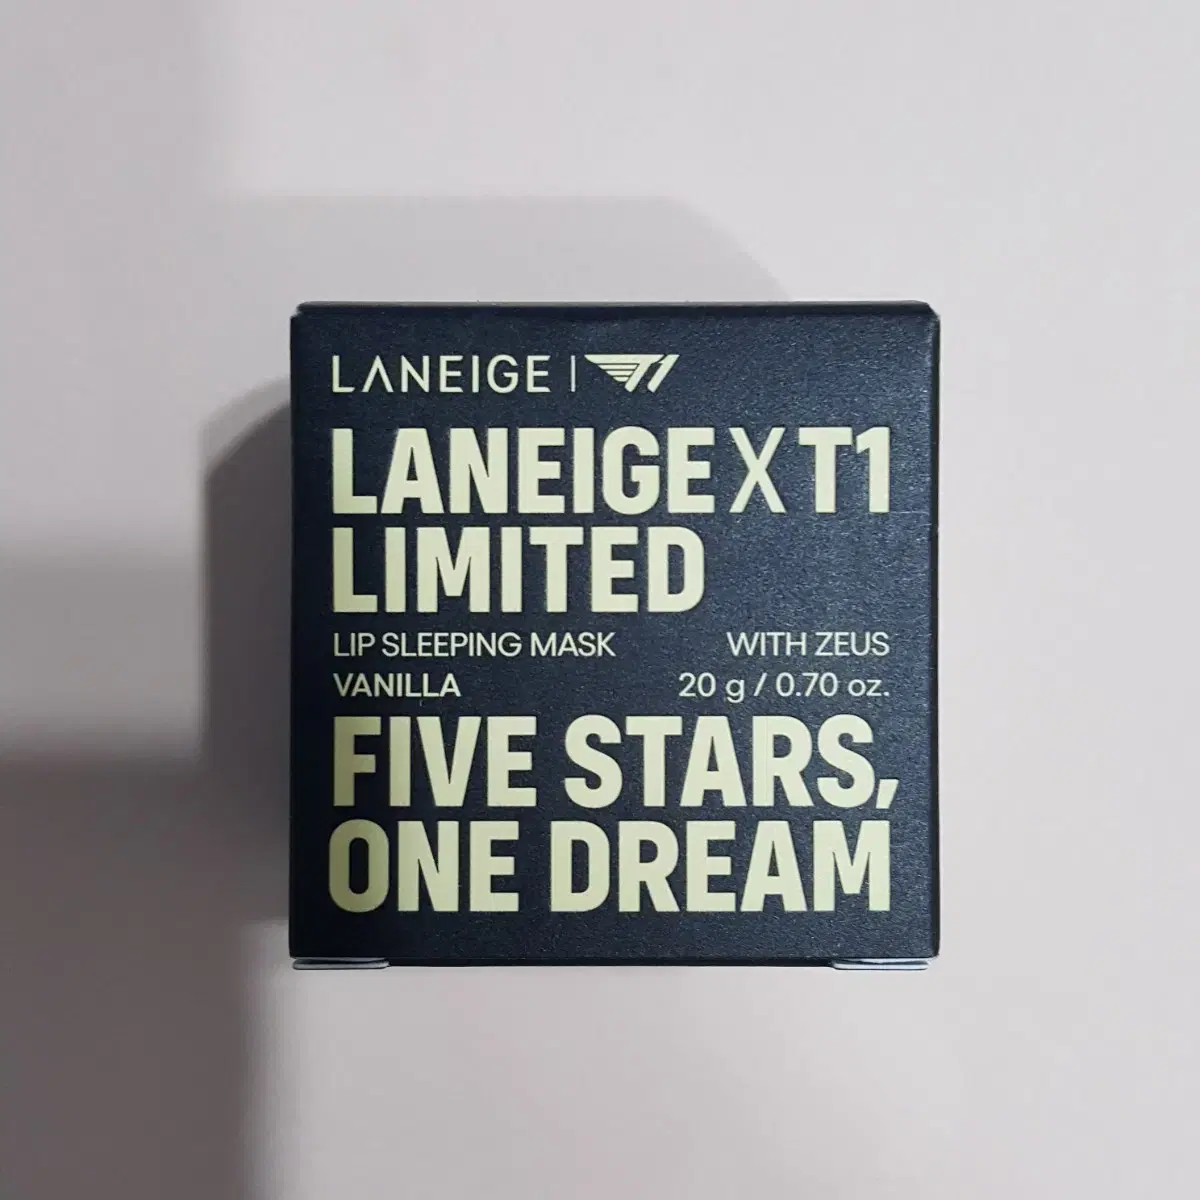 LANEIGE | T1
LANEIGE X T1
LIMITED
LIP SLEEPING MASK WITH ZEUS
VANILLA 20 g / 0.70 oz.
FIVE STARS,
ONE DREAM